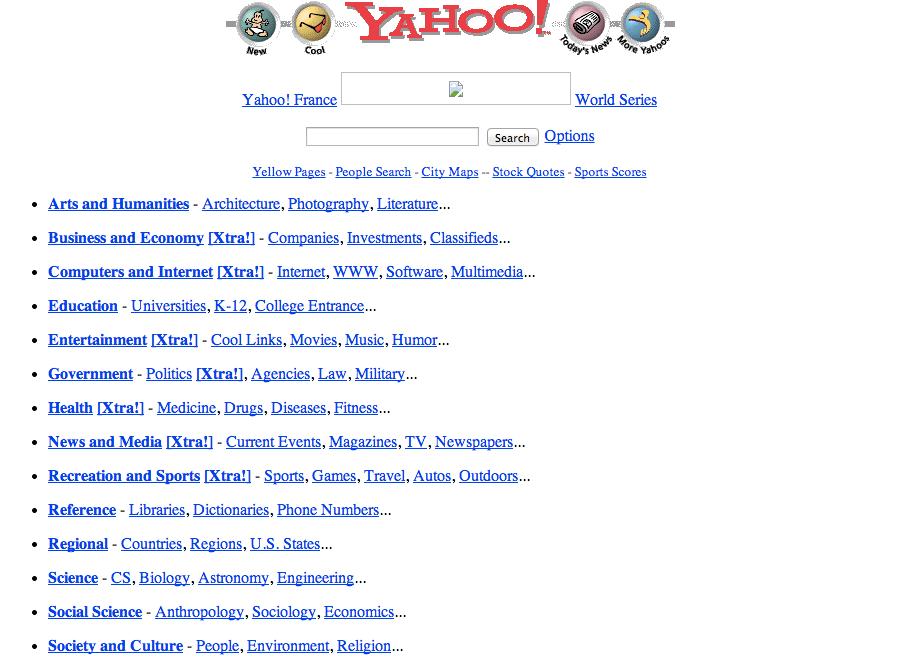 YAHOO!
New Cool Today's News More Yahoos
Yahoo! France World Series
Search Options
Yellow Pages - People Search - City Maps -- Stock Quotes - Sports Scores
• Arts and Humanities - Architecture, Photography, Literature...
• Business and Economy [Xtra!] - Companies, Investments, Classifieds...
• Computers and Internet [Xtra!] - Internet, WWW, Software, Multimedia...
• Education - Universities, K-12, College Entrance...
• Entertainment [Xtra!] - Cool Links, Movies, Music, Humor...
• Government - Politics [Xtra!], Agencies, Law, Military...
• Health [Xtra!] - Medicine, Drugs, Diseases, Fitness...
• News and Media [Xtra!] - Current Events, Magazines, TV, Newspapers...
• Recreation and Sports [Xtra!] - Sports, Games, Travel, Autos, Outdoors...
• Reference - Libraries, Dictionaries, Phone Numbers...
• Regional - Countries, Regions, U.S. States...
• Science - CS, Biology, Astronomy, Engineering...
• Social Science - Anthropology, Sociology, Economics...
• Society and Culture - People, Environment, Religion...